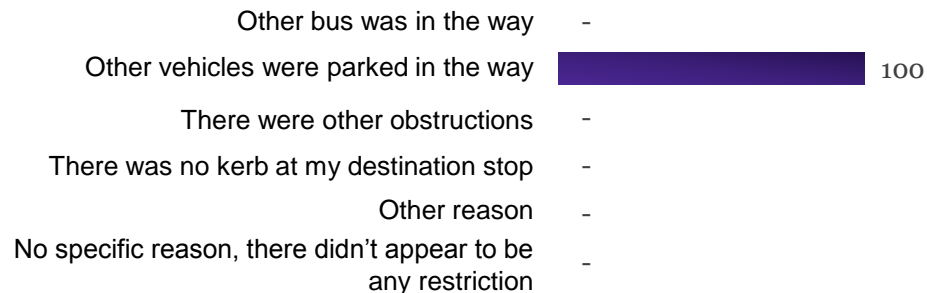 Other bus was in the way -
Other vehicles were parked in the way 100
There were other obstructions -
There was no kerb at my destination stop -
Other reason -
No specific reason, there didn’t appear to be
any restriction -